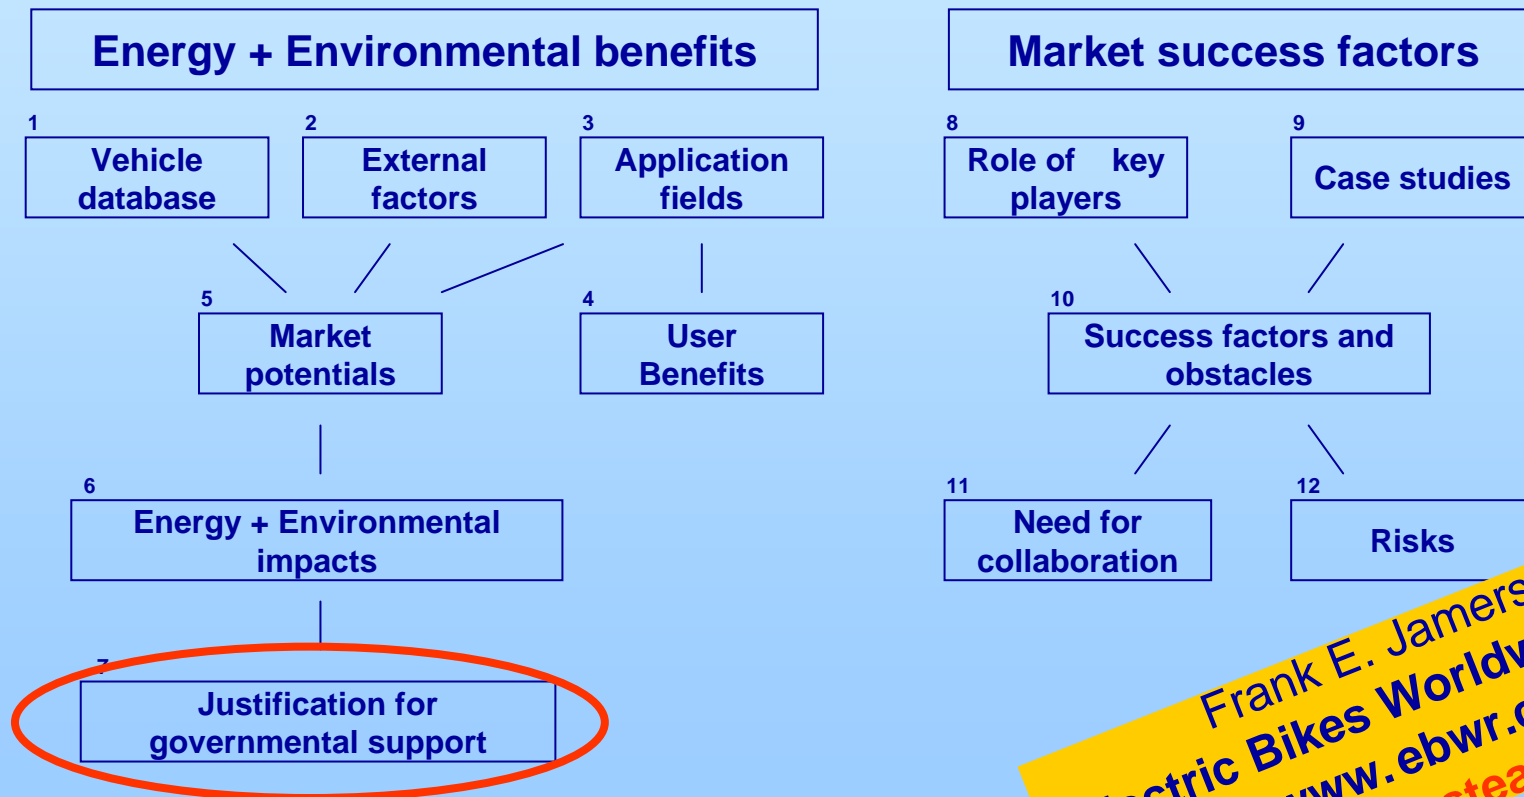 Energy + Environmental benefits
Market success factors
1
2
3
8
9
Vehicle
database
External
factors
Application
fields
Role of key
players
Case studies
5
4
10
Market
potentials
User
Benefits
Success factors and
obstacles
6
11
12
Energy + Environmental
impacts
Need for
collaboration
Risks
7
Justification for
governmental support
Frank E.
Bikes
www.ebwr.